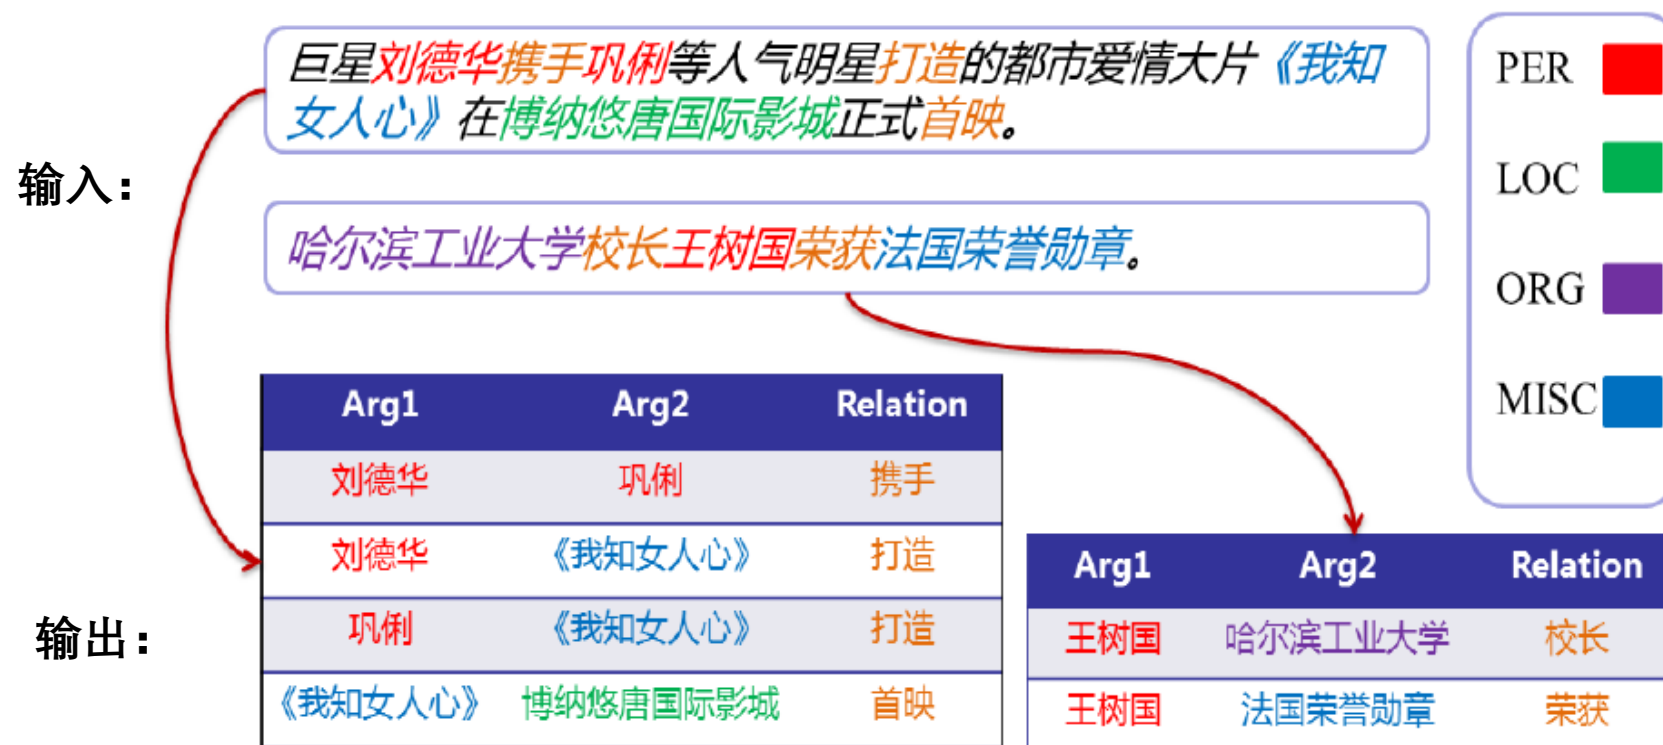 巨星刘德华携手巩俐等人气明星打造的都市爱情大片《我知
女人心》在博纳悠唐国际影城正式首映。
输入：
哈尔滨工业大学校长王树国荣获法国荣誉勋章。
PER
LOC
ORG
MISC
输出：
Arg1 Arg2 Relation
刘德华 巩俐 携手
刘德华 《我知女人心》 打造
巩俐 《我知女人心》 打造
《我知女人心》 博纳悠唐国际影城 首映
Arg1 Arg2 Relation
王树国 哈尔滨工业大学 校长
王树国 法国荣誉勋章 荣获